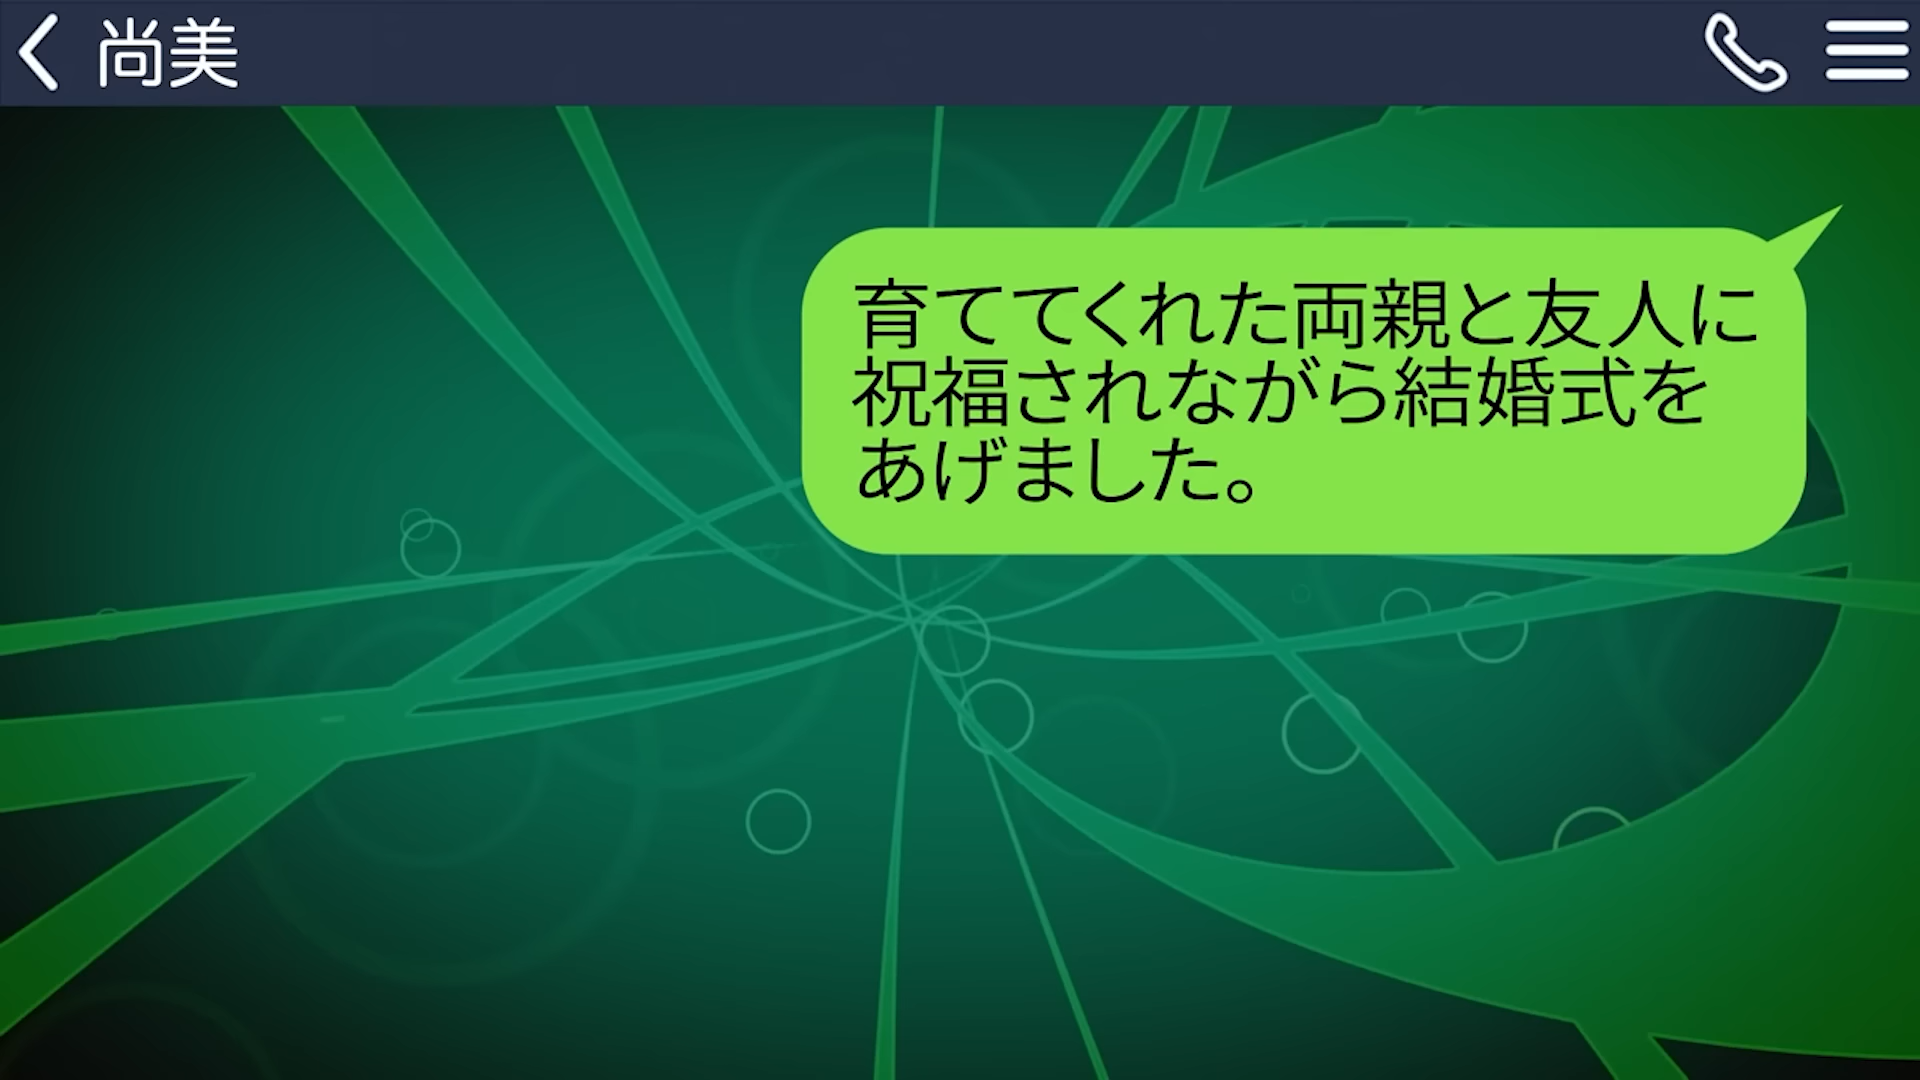 尚美
育ててくれた両親と友人に
祝福されながら結婚式を
あげました。